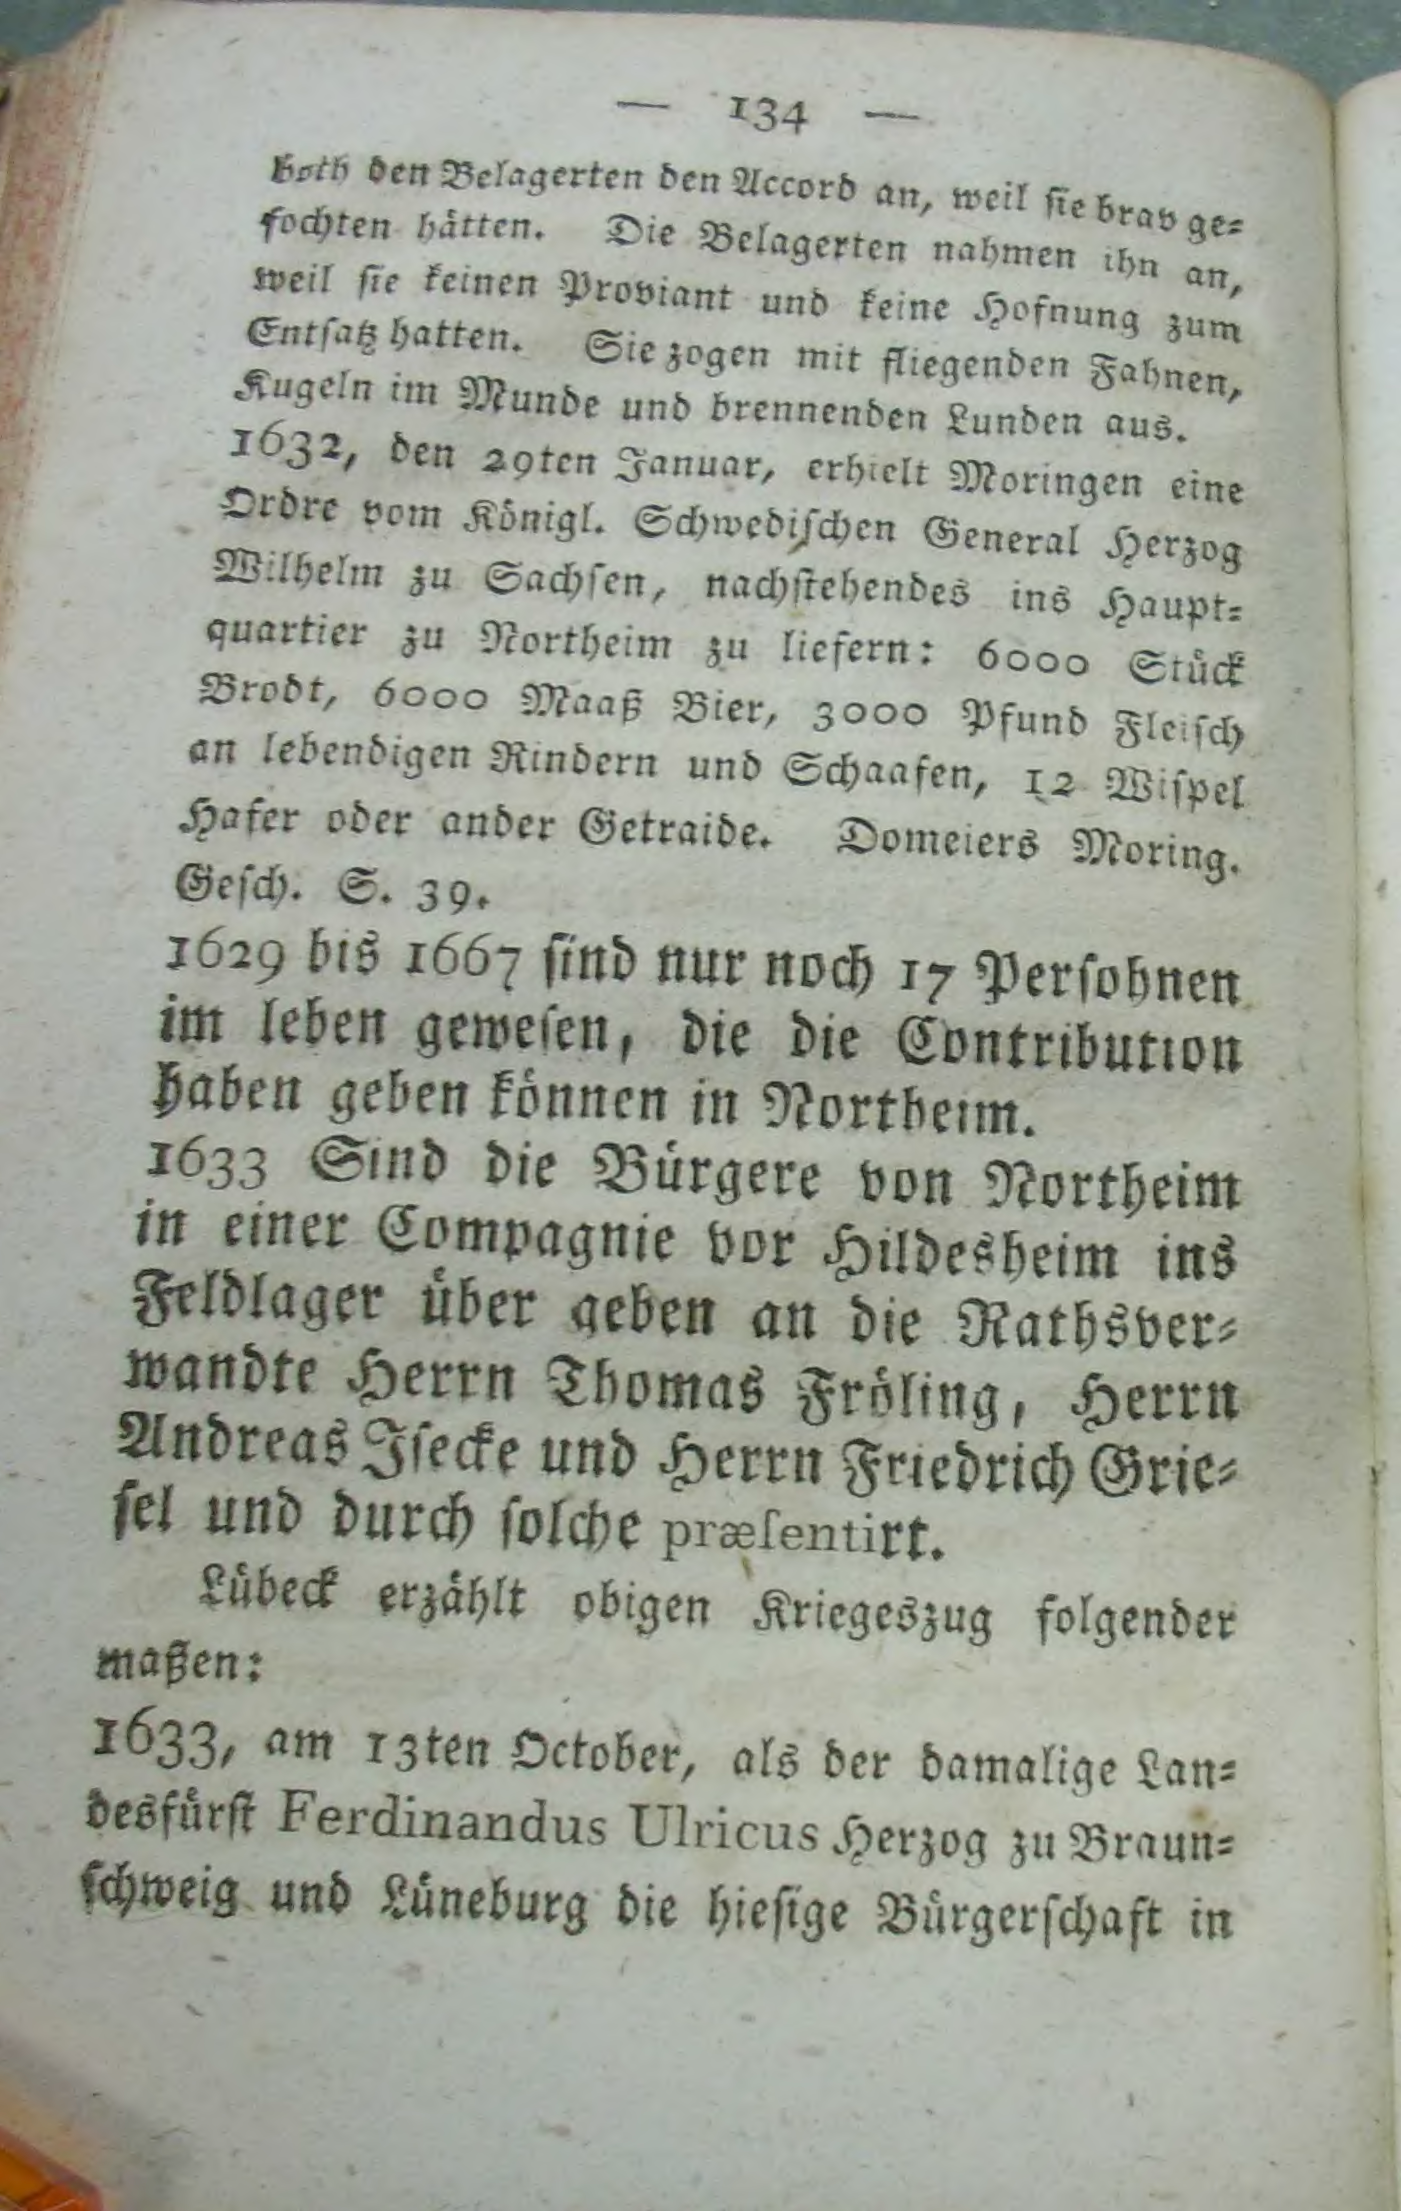 — 134 —
both den Belagerten den Accord an, weil ſie brav ge⸗
fochten hätten. Die Belagerten nahmen ihn an,
weil ſie keinen Proviant und keine Hofnung zum
Entſatz hatten. Sie zogen mit fliegenden Fahnen,
Kugeln im Munde und brennenden Lunden aus.
1632, den 29ten Januar, erhielt Moringen eine
Ordre vom Königl. Schwediſchen General Herzog
Wilhelm zu Sachſen, nachſtehendes ins Haupt⸗
quartier zu Northeim zu liefern: 6000 Stück
Brodt, 6000 Maaß Bier, 3000 Pfund Fleiſch
an lebendigen Rindern und Schaafen, 12 Wiſpel
Hafer oder ander Getraide. Domeiers Moring.
Geſch. S. 39.
1629 bis 1667 ſind nur noch 17 Perſohnen
im leben geweſen, die die Contribution
haben geben können in Northeim.
1633 Sind die Bürgere von Northeim
in einer Compagnie vor Hildesheim ins
Feldlager über geben an die Rathsver⸗
wandte Herrn Thomas Fröling, Herrn
Andreas Iſecke und Herrn Friedrich Grie⸗
ſel und durch ſolche præſentirt.
Lübeck erzählt obigen Kriegeszug folgender
maßen:
1633, am 13ten October, als der damalige Lan⸗
desfürſt Ferdinandus Ulricus Herzog zu Braun⸗
ſchweig und Lüneburg die hieſige Bürgerſchaft in